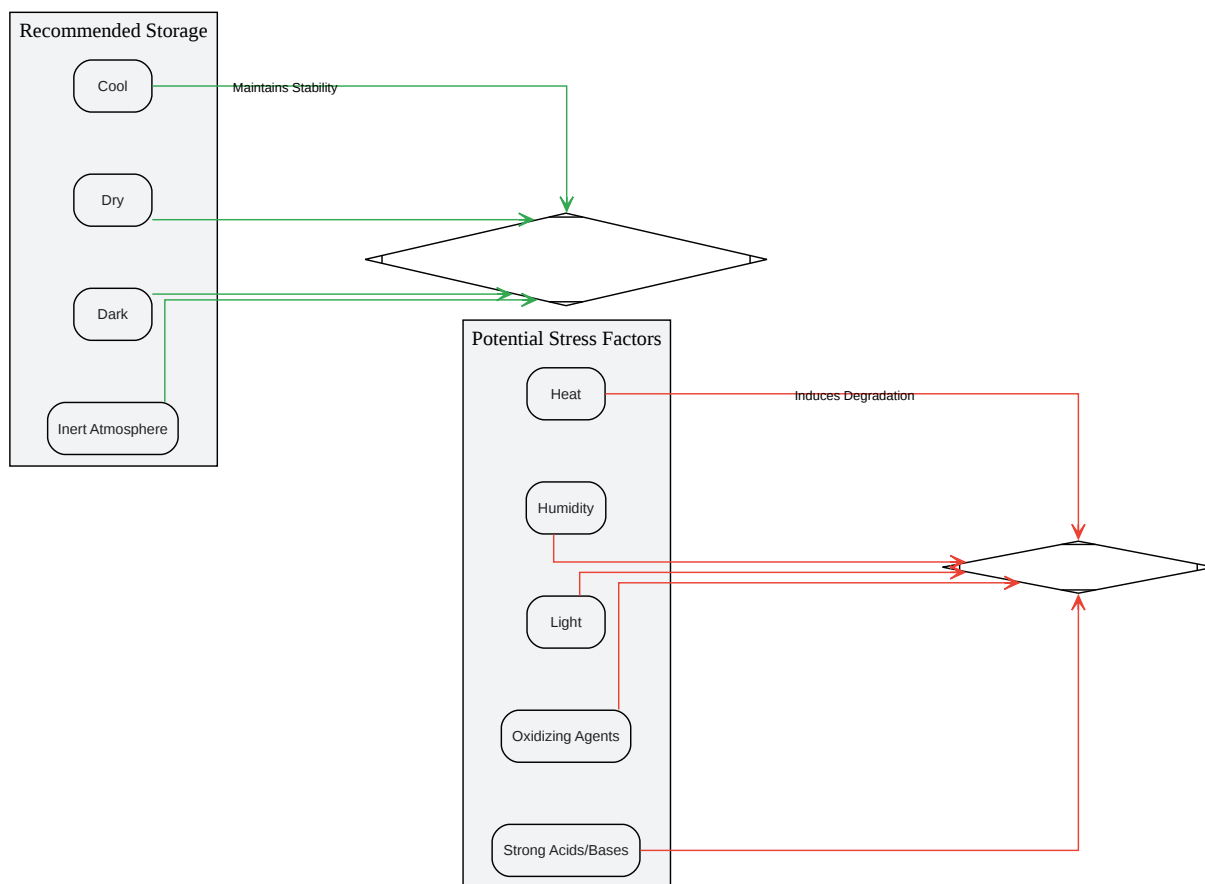 Recommended Storage
Cool
Maintains Stability
Dry
Dark
Inert Atmosphere
Potential Stress Factors
Heat
Induces Degradation
Humidity
Light
Oxidizing Agents
Strong Acids/Bases